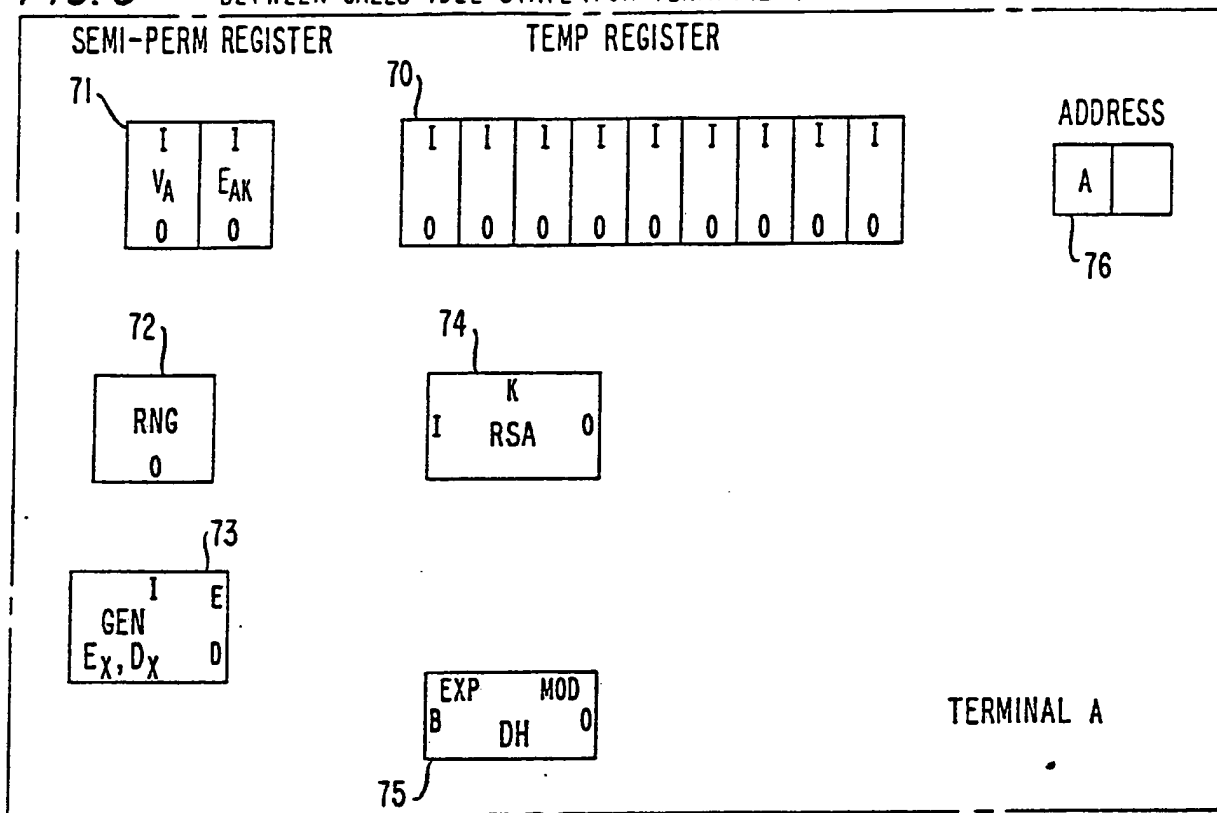 SEMI-PERM REGISTER
TEMP REGISTER
71
70
I I
V_A E_AK
0 0
I I I I I I I I I
0 0 0 0 0 0 0 0 0
ADDRESS
A
76
72
RNG
0
74
K
I RSA 0
73
I E
GEN
E_X, D_X D
EXP MOD
B DH 0
75
TERMINAL A